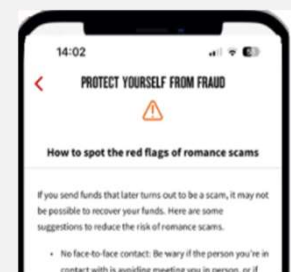 14:02
PROTECT YOURSELF FROM FRAUD
How to spot the red flags of romance scams
If you send funds that later turns out to be a scam, it may not
be possible to recover your funds. Here are some
suggestions to reduce the risk of romance scams.
• No face-to-face contact: Be wary if the person you're in
contact with is avoiding meeting you in person, or if